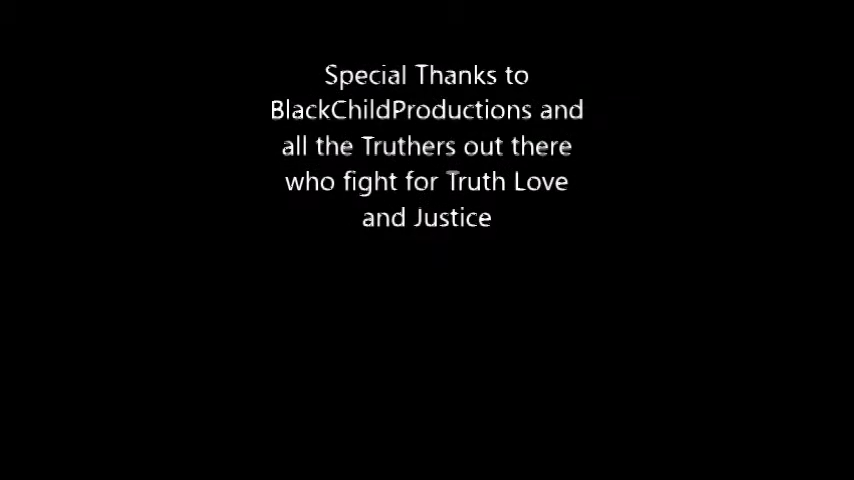 Special Thanks to
BlackChildProductions and
all the Truthers out there
who fight for Truth Love
and Justice